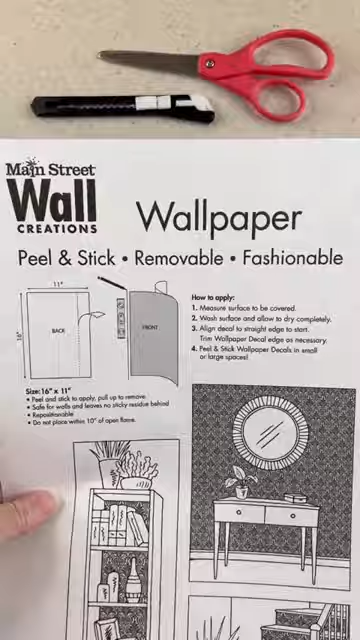 Main Street
Wall
CREATIONS
Wallpaper
Peel & Stick • Removable • Fashionable
11"
16"
BACK
FRONT
How to apply:
1. Measure surface to be covered.
2. Wash surface and allow to dry completely.
3. Align decal to straight edge to start.
Trim Wallpaper Decal edge as necessary.
4. Peel & Stick Wallpaper Decals in small
or large spaces!
Size: 16" x 11"
• Peel and stick to apply, pull up to remove
• Safe for walls and leaves no sticky residue behind
• Repositionable
• Do not place within 10" of open flame.